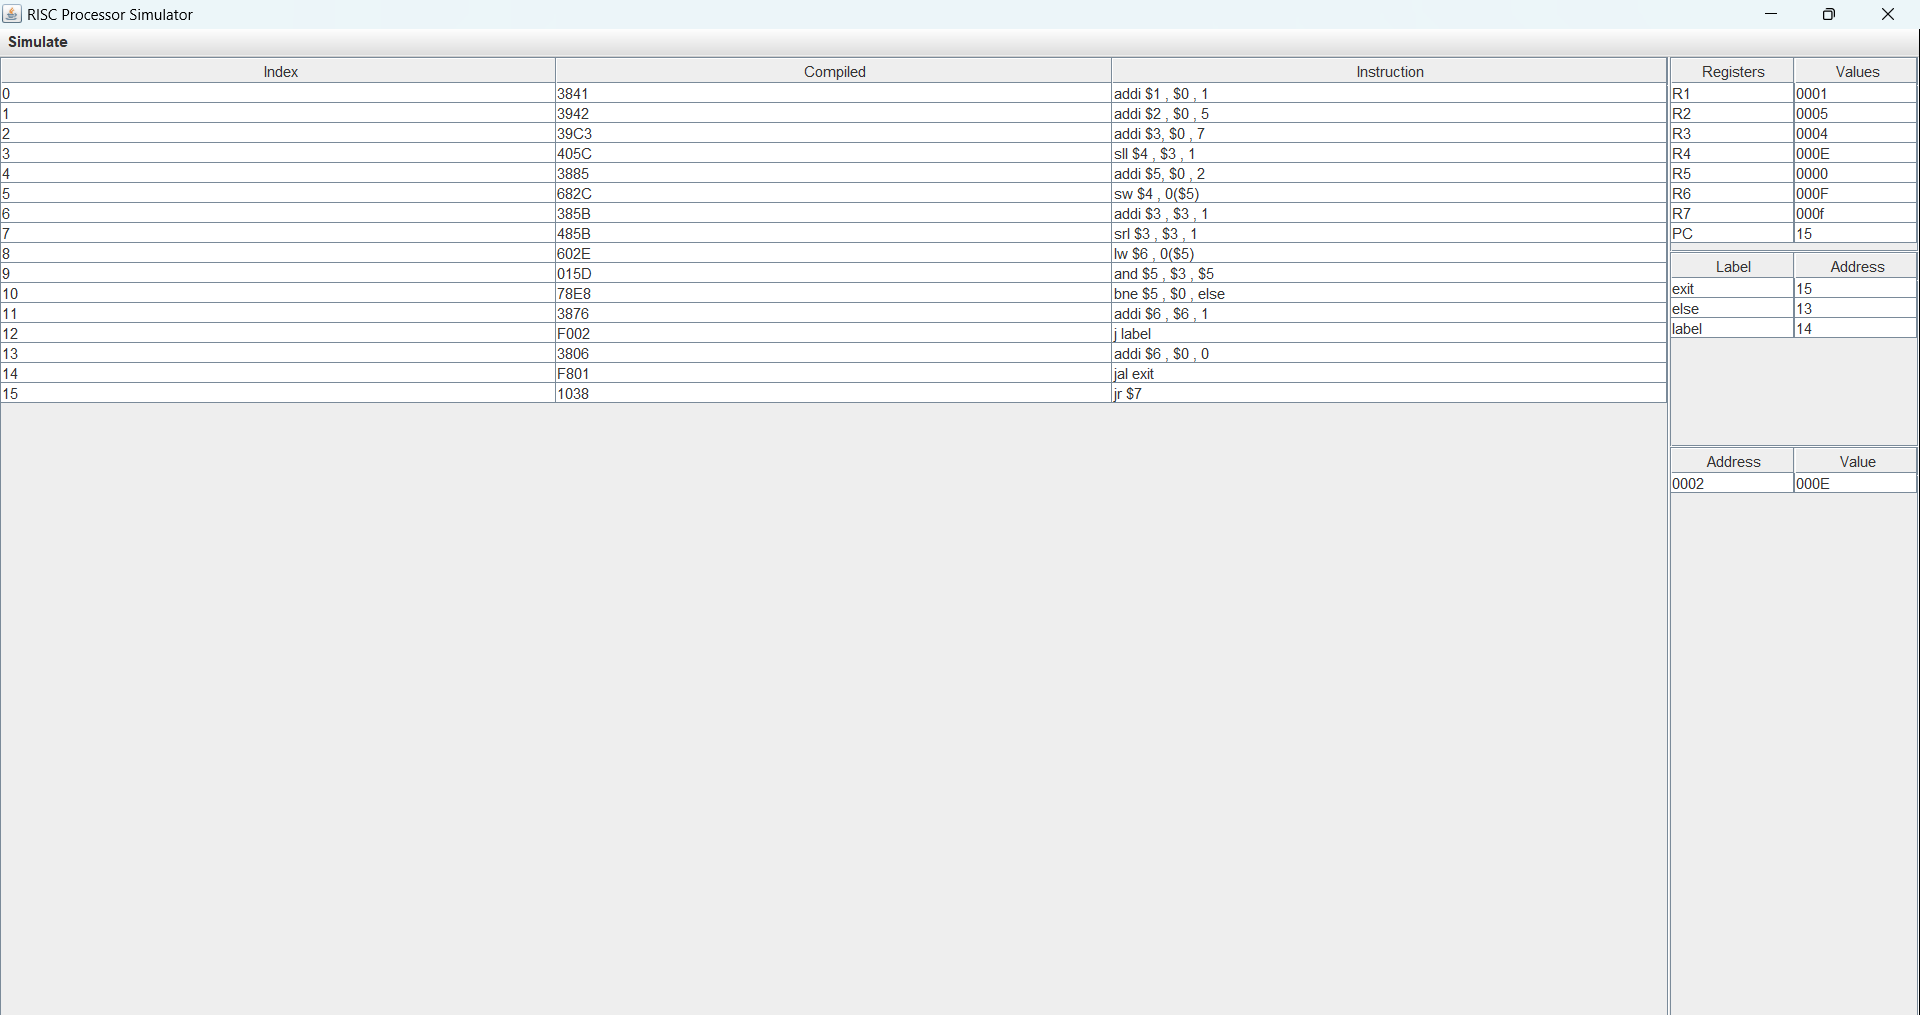 RISC Processor Simulator
Simulate
Index Compiled Instruction
0 3841 addi $1 , $0 , 1
1 3942 addi $2 , $0 , 5
2 39C3 addi $3, $0 , 7
3 405C sll $4 , $3 , 1
4 3885 addi $5, $0 , 2
5 682C sw $4 , 0($5)
6 385B addi $3 , $3 , 1
7 485B srl $3 , $3 , 1
8 602E lw $6 , 0($5)
9 015D and $5 , $3 , $5
10 78E8 bne $5 , $0 , else
11 3876 addi $6 , $6 , 1
12 F002 j label
13 3806 addi $6 , $0 , 0
14 F801 jal exit
15 1038 jr $7
Registers Values
R1 0001
R2 0005
R3 0004
R4 000E
R5 0000
R6 000F
R7 000f
PC 15
Label Address
exit 15
else 13
label 14
Address Value
0002 000E